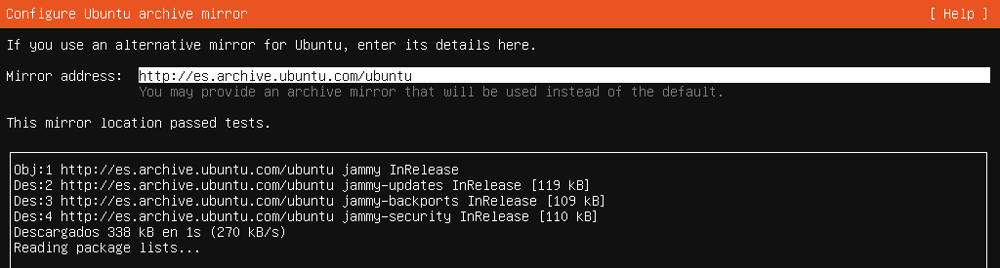 Configure Ubuntu archive mirror [ Help ]
If you use an alternative mirror for Ubuntu, enter its details here.
Mirror address: http://es.archive.ubuntu.com/ubuntu
You may provide an archive mirror that will be used instead of the default.
This mirror location passed tests.
Obj:1 http://es.archive.ubuntu.com/ubuntu jammy InRelease
Des:2 http://es.archive.ubuntu.com/ubuntu jammy-updates InRelease [119 kB]
Des:3 http://es.archive.ubuntu.com/ubuntu jammy-backports InRelease [109 kB]
Des:4 http://es.archive.ubuntu.com/ubuntu jammy-security InRelease [110 kB]
Descargados 338 kB en 1s (270 kB/s)
Reading package lists...